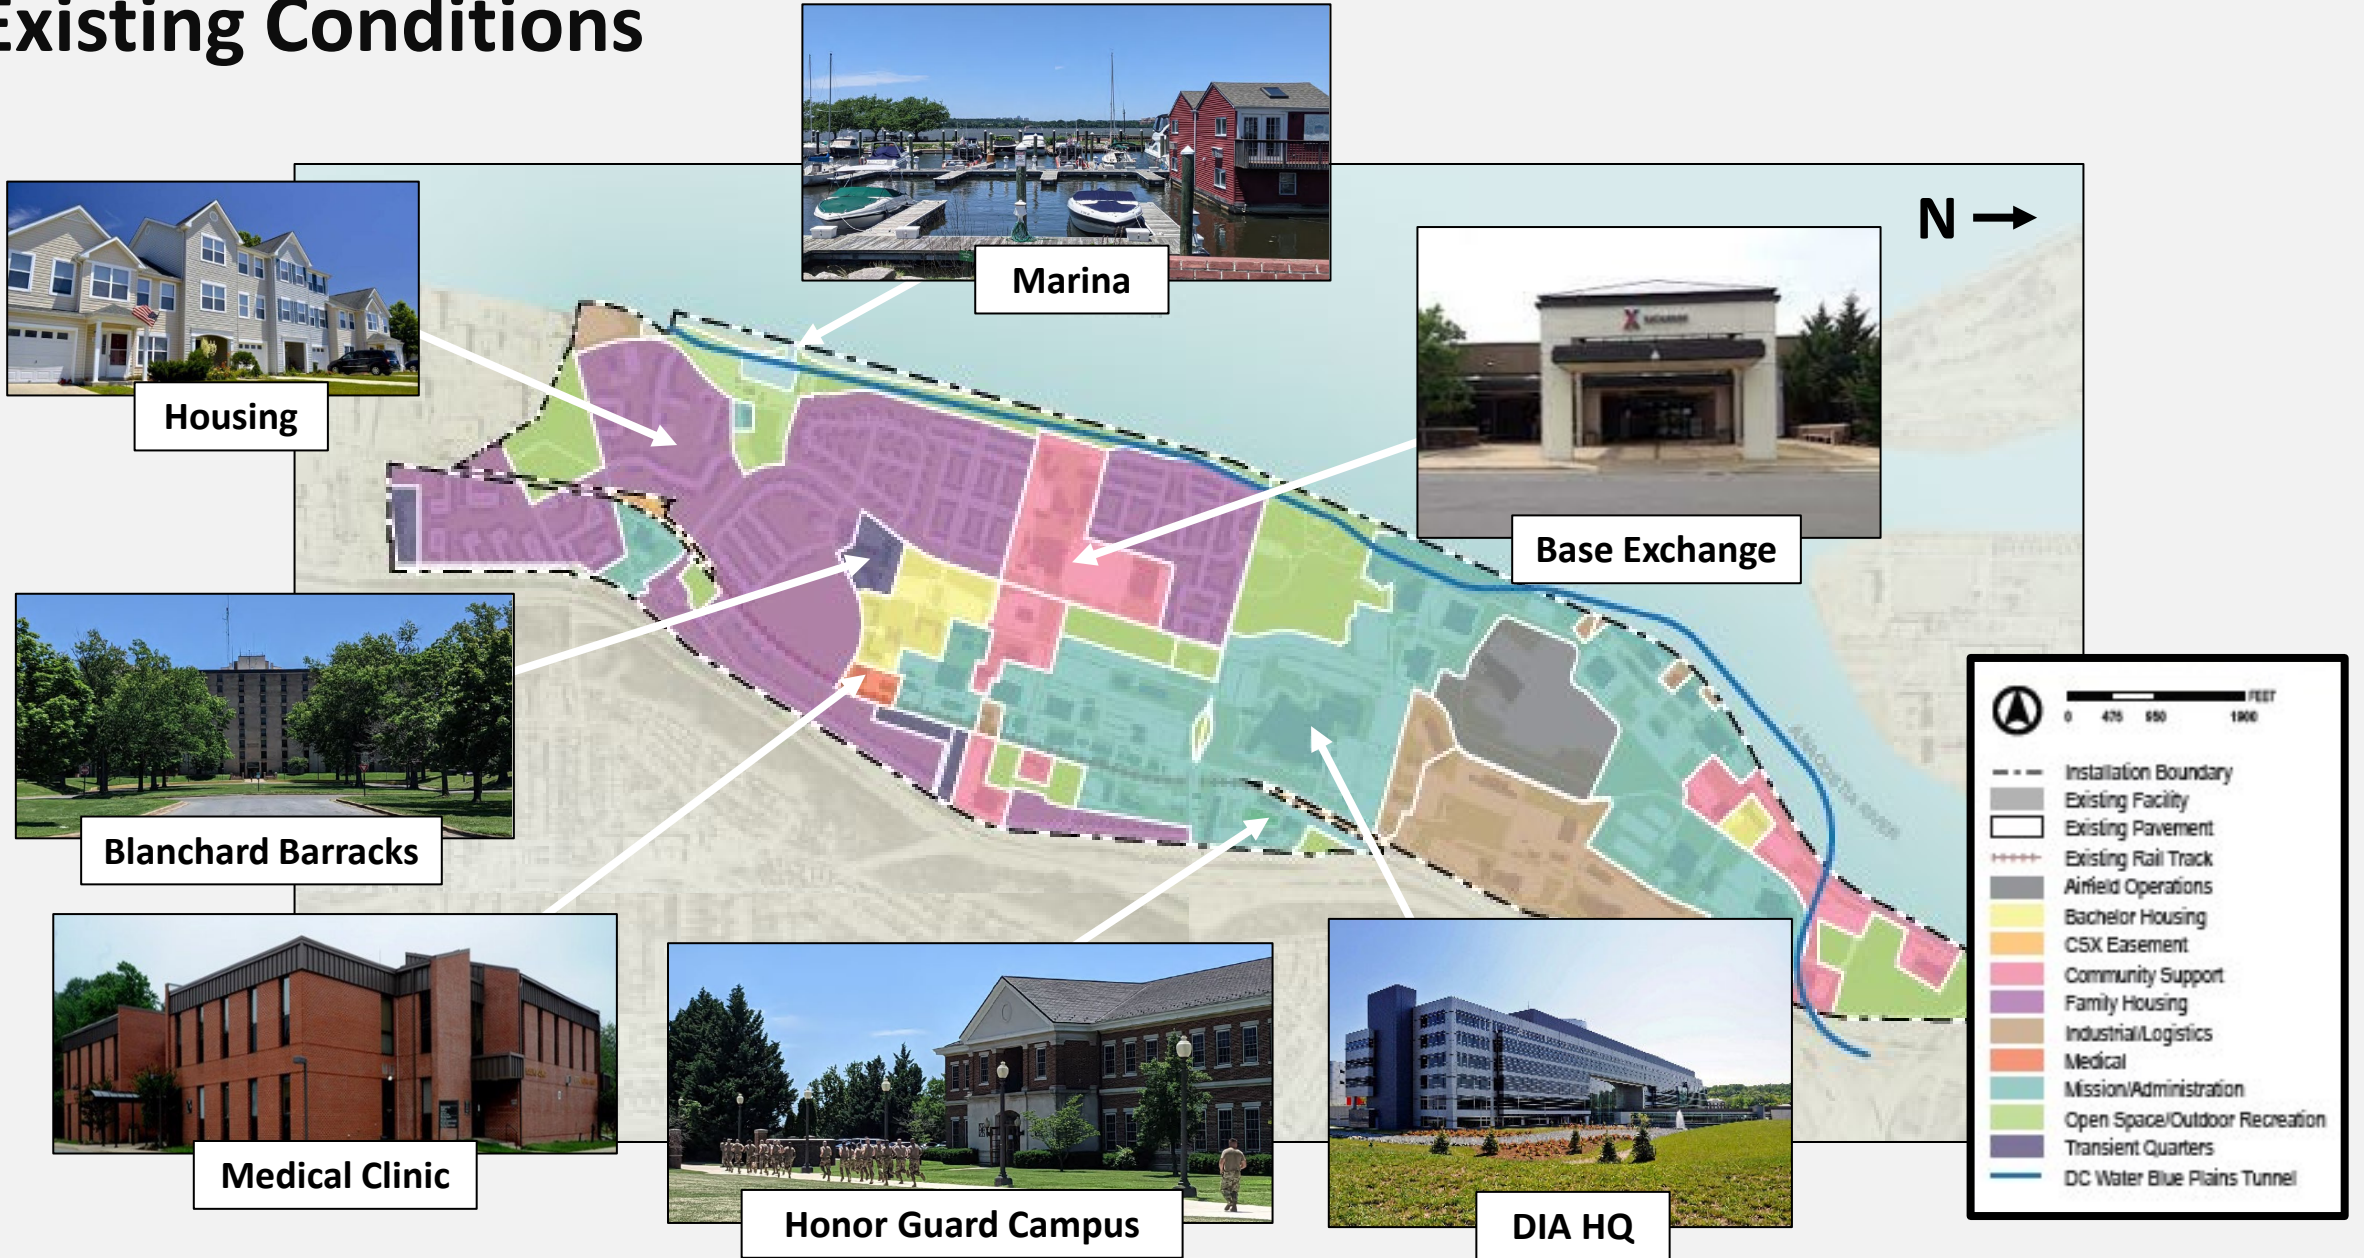 Existing Conditions
Marina
N
Housing
Base Exchange
Blanchard Barracks
Medical Clinic
Honor Guard Campus
DIA HQ
ANACOSTIA RIVER
FEET
0 475 950 1900
Installation Boundary
Existing Facility
Existing Pavement
Existing Rail Track
Airfield Operations
Bachelor Housing
CSX Easement
Community Support
Family Housing
Industrial/Logistics
Medical
Mission/Administration
Open Space/Outdoor Recreation
Transient Quarters
DC Water Blue Plains Tunnel